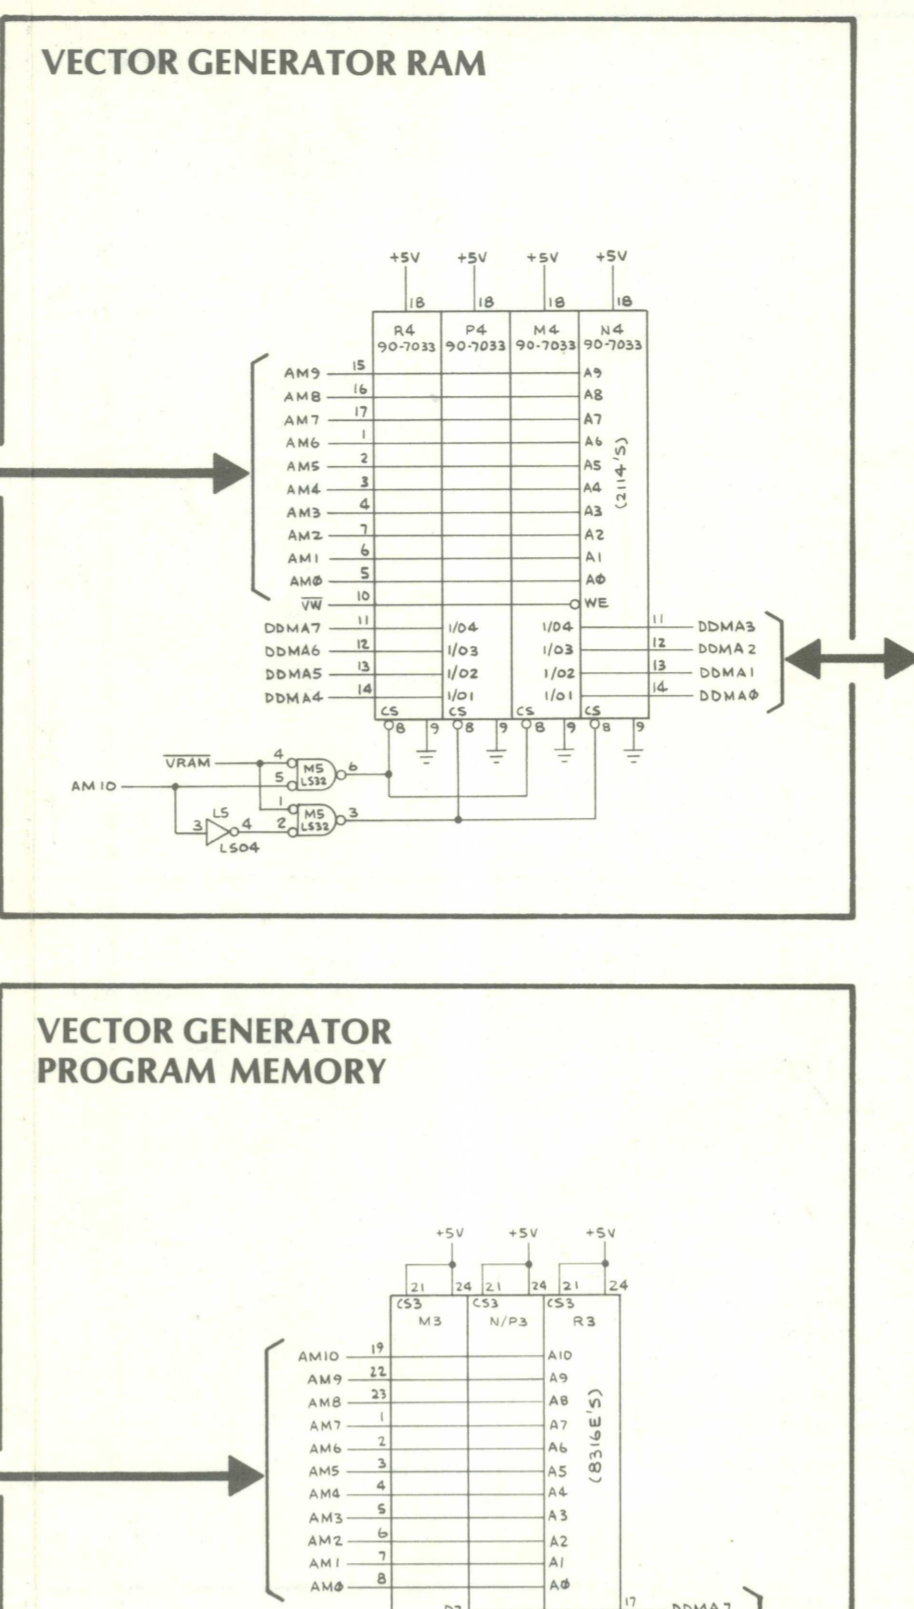 VECTOR GENERATOR RAM
+5V +5V +5V +5V
18 18 18 18
R4 P4 M4 N4
90-7033 90-7033 90-7033 90-7033
AM9 15 A9
AM8 16 A8
AM7 17 A7
AM6 1 A6
AM5 2 A5
AM4 3 A4
AM3 4 A3
AM2 7 A2
AM1 6 A1
AMØ 5 AØ
(2114'S)
VW 10 WE
DDMA7 11 I/O4 I/O4 11 DDMA3
DDMA6 12 I/O3 I/O3 12 DDMA2
DDMA5 13 I/O2 I/O2 13 DDMA1
DDMA4 14 I/O1 I/O1 14 DDMAØ
CS CS CS CS
8 9 8 9 8 9 8 9
VRAM 4 M5 6
AM10 5 LS32
1 M5 3
L5 2 LS32
3 4
LS04
VECTOR GENERATOR
PROGRAM MEMORY
+5V +5V +5V
21 24 21 24 21 24
CS3 CS3 CS3
M3 N/P3 R3
AM10 19 A10
AM9 22 A9
AM8 23 A8
AM7 1 A7
AM6 2 A6
AM5 3 A5
AM4 4 A4
AM3 5 A3
AM2 6 A2
AM1 7 A1
AMØ 8 AØ
(8316E'S)
D7 17 DDMA7